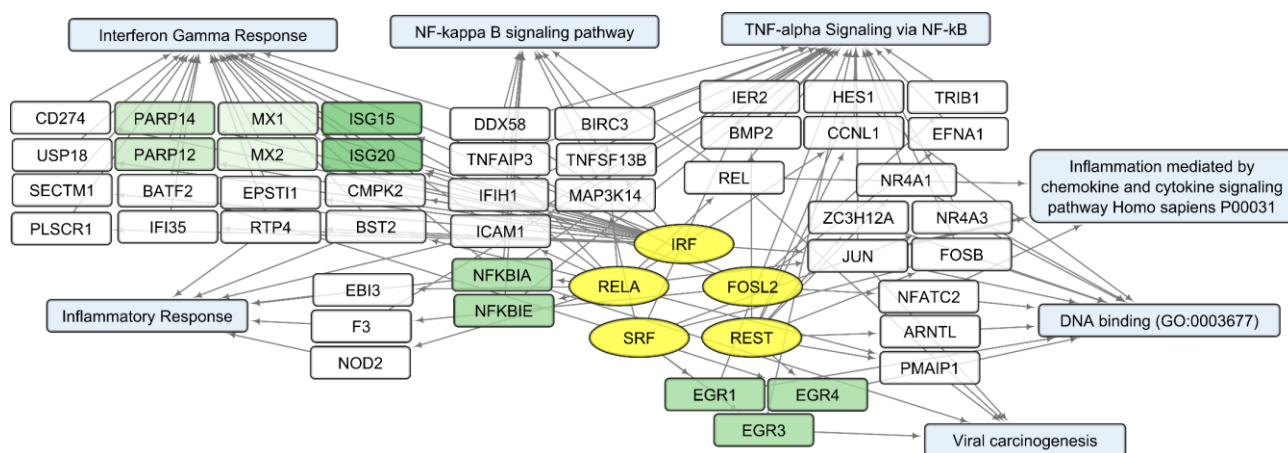 Interferon Gamma Response
NF-kappa B signaling pathway
TNF-alpha Signaling via NF-kB
CD274
PARP14
MX1
ISG15
DDX58
BIRC3
IER2
HES1
TRIB1
USP18
PARP12
MX2
ISG20
TNFAIP3
TNFSF13B
BMP2
CCNL1
EFNA1
SECTM1
BATF2
EPSTI1
CMPK2
IFIH1
MAP3K14
REL
NR4A1
Inflammation mediated by
chemokine and cytokine signaling
pathway Homo sapiens P00031
PLSCR1
IFI35
RTP4
BST2
ICAM1
IRF
ZC3H12A
NR4A3
JUN
FOSB
NFKBIA
RELA
FOSL2
EBI3
NFKBIE
NFATC2
Inflammatory Response
F3
SRF
REST
ARNTL
DNA binding (GO:0003677)
NOD2
PMAIP1
EGR1
EGR4
EGR3
Viral carcinogenesis